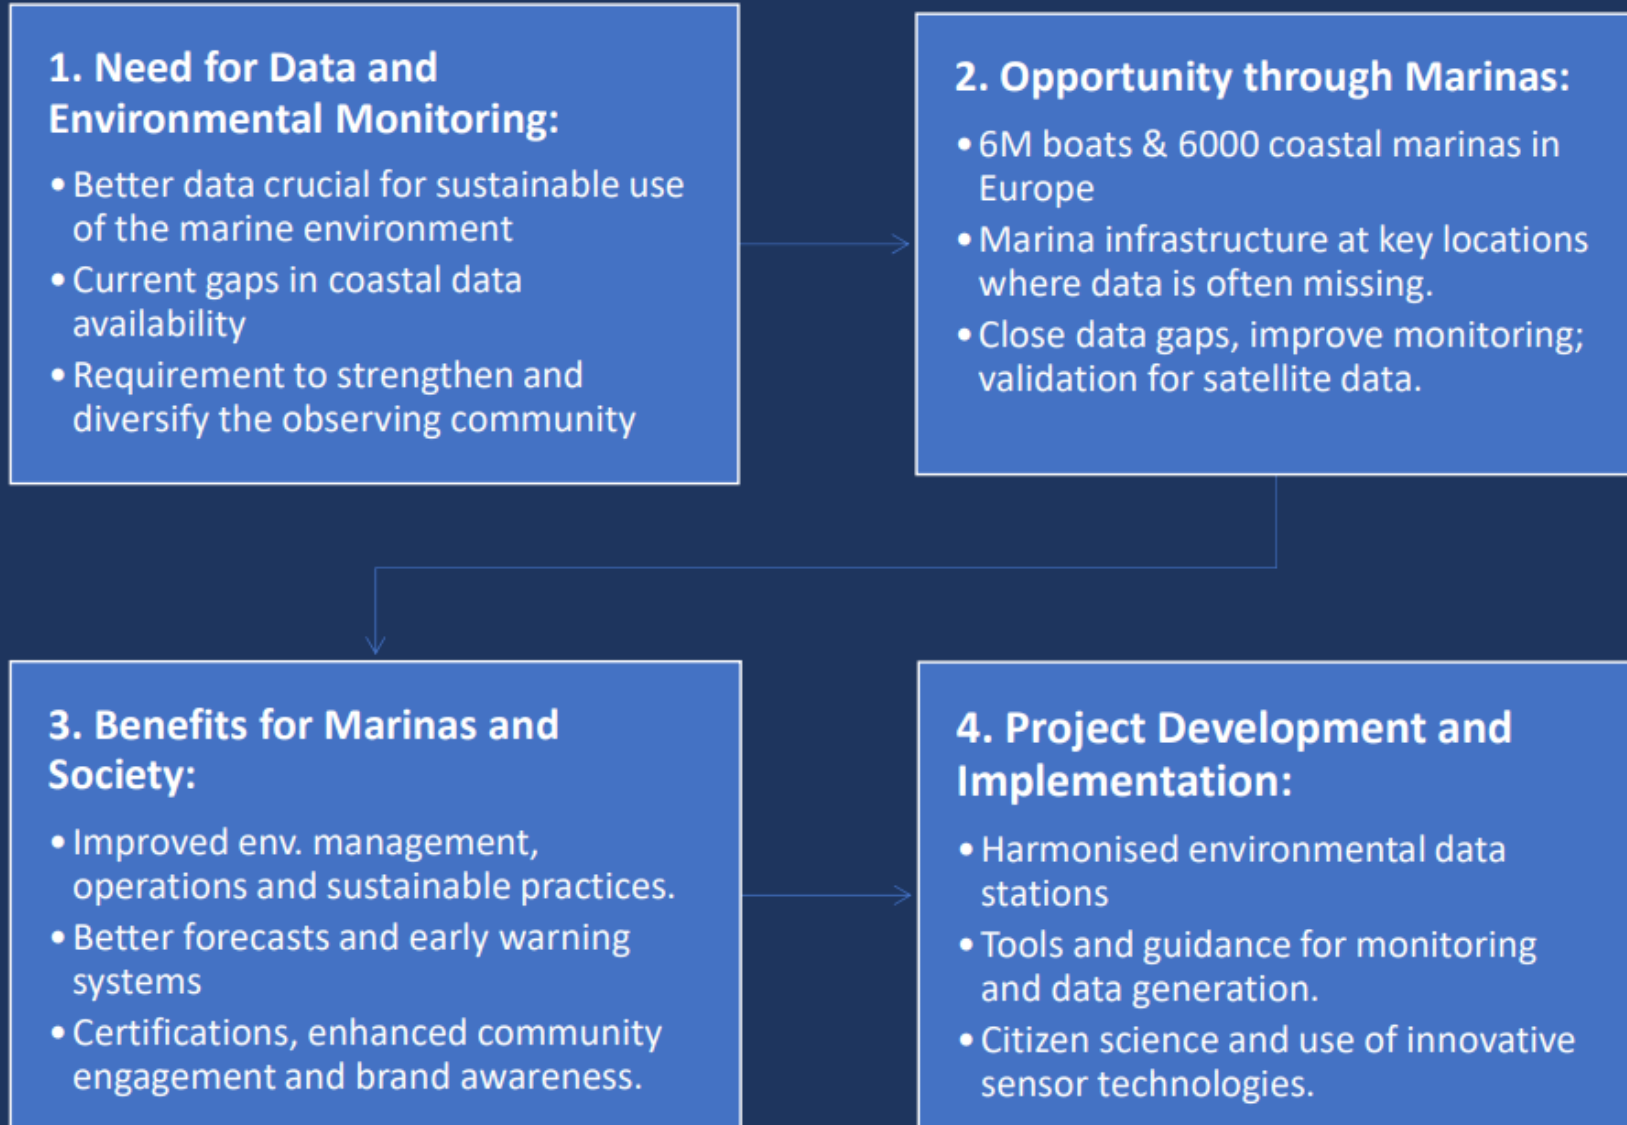 1. Need for Data and
Environmental Monitoring:
• Better data crucial for sustainable use
of the marine environment
• Current gaps in coastal data
availability
• Requirement to strengthen and
diversify the observing community
2. Opportunity through Marinas:
• 6M boats & 6000 coastal marinas in
Europe
• Marina infrastructure at key locations
where data is often missing.
• Close data gaps, improve monitoring;
validation for satellite data.
3. Benefits for Marinas and
Society:
• Improved env. management,
operations and sustainable practices.
• Better forecasts and early warning
systems
• Certifications, enhanced community
engagement and brand awareness.
4. Project Development and
Implementation:
• Harmonised environmental data
stations
• Tools and guidance for monitoring
and data generation.
• Citizen science and use of innovative
sensor technologies.